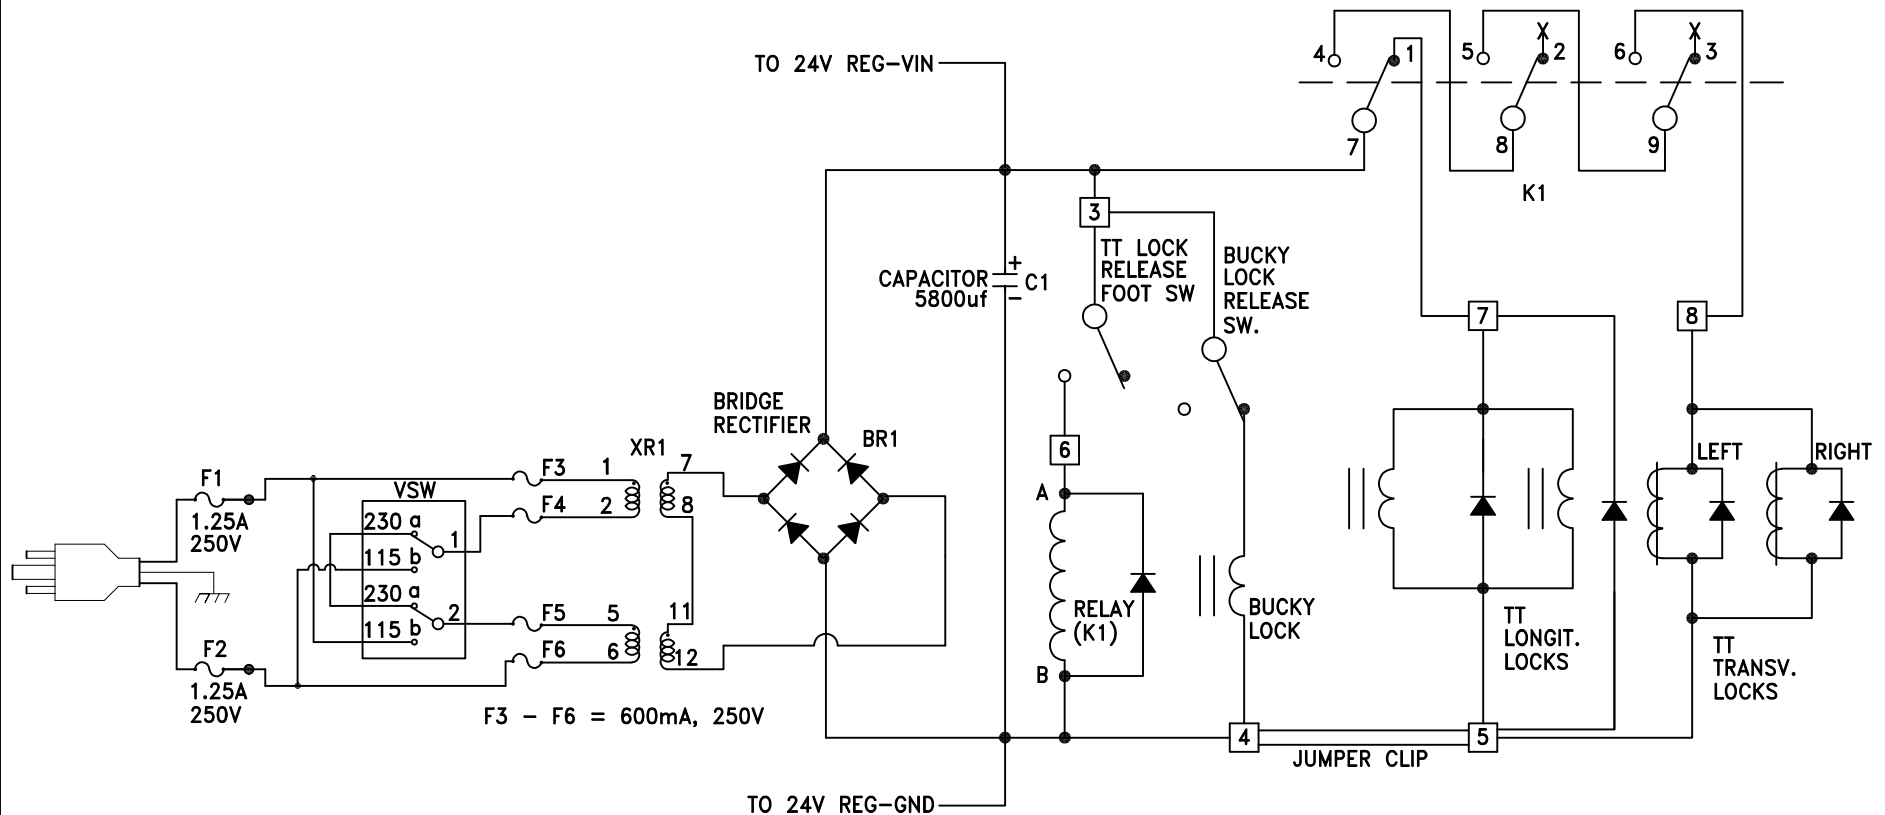 TO 24V REG-VIN
4
1
5
X
2
6
X
3
7
8
9
K1
3
TT LOCK
RELEASE
FOOT SW
BUCKY
LOCK
RELEASE
SW.
CAPACITOR
5800uf
+
C1
-
7
8
BRIDGE
RECTIFIER
BR1
6
LEFT
RIGHT
XR1
F1
1.25A
250V
VSW
230 a
1
115 b
230 a
2
115 b
F3
1
7
F4
2
8
F5
5
11
F6
6
12
A
RELAY
(K1)
B
BUCKY
LOCK
TT
LONGIT.
LOCKS
TT
TRANSV.
LOCKS
F2
1.25A
250V
F3 - F6 = 600mA, 250V
4
5
JUMPER CLIP
TO 24V REG-GND